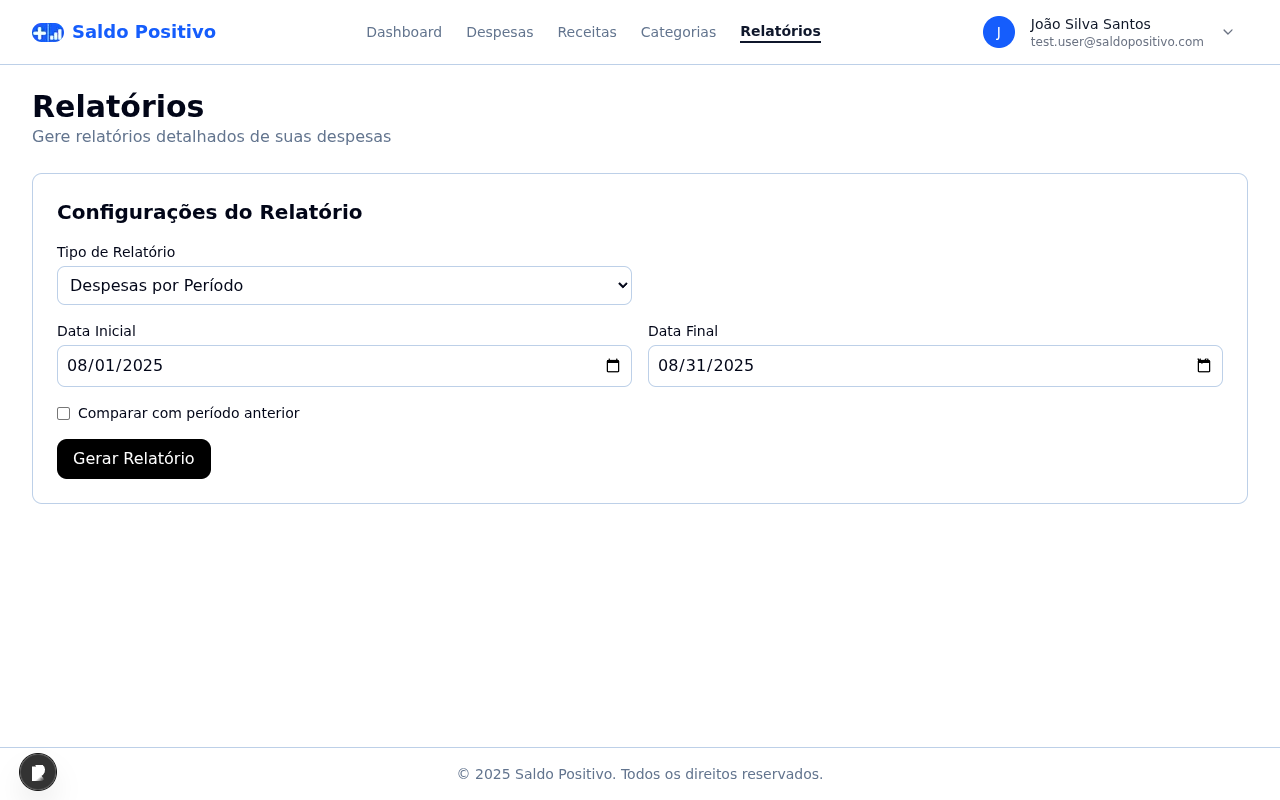 Saldo Positivo
Dashboard
Despesas
Receitas
Categorias
Relatórios
J
João Silva Santos
test.user@saldopositivo.com
Relatórios
Gere relatórios detalhados de suas despesas
Configurações do Relatório
Tipo de Relatório
Despesas por Período
Data Inicial
Data Final
08/01/2025
08/31/2025
Comparar com período anterior
Gerar Relatório
© 2025 Saldo Positivo. Todos os direitos reservados.